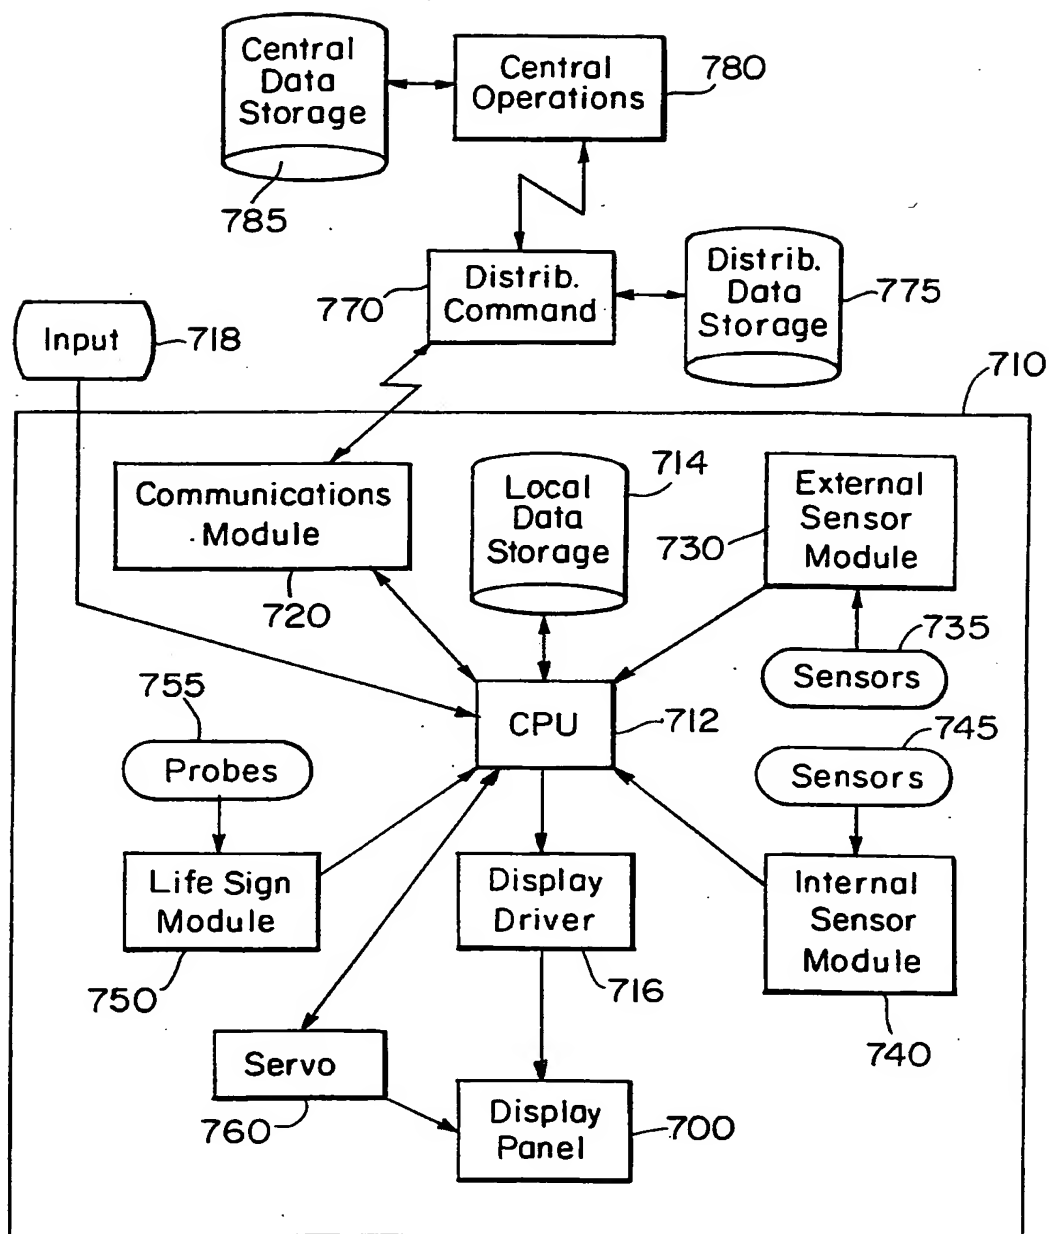 Central
Data
Storage
785
Central
Operations
780
Distrib.
Command
770
Distrib.
Data
Storage
775
Input
718
710
Communications
Module
720
Local
Data
Storage
714
External
Sensor
Module
730
Sensors
735
CPU
712
Probes
755
Sensors
745
Life Sign
Module
750
Display
Driver
716
Internal
Sensor
Module
740
Servo
760
Display
Panel
700